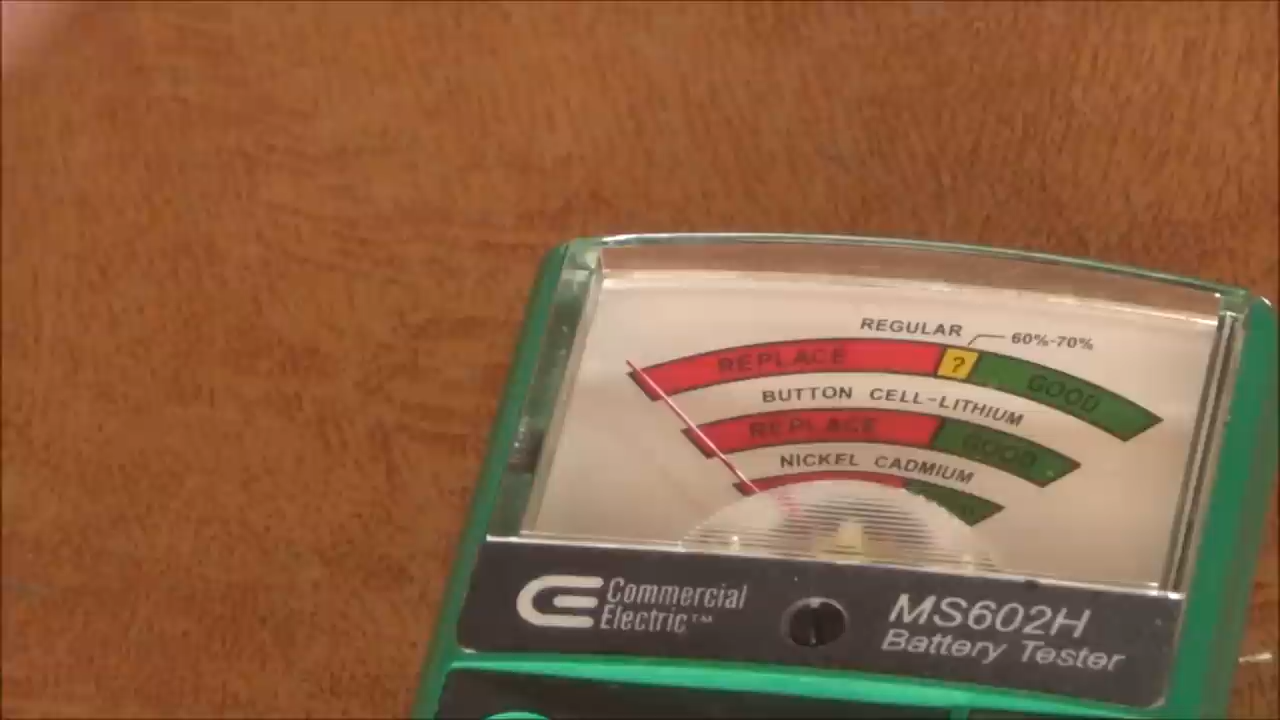 REGULAR
60%-70%
REPLACE ? GOOD
BUTTON CELL-LITHIUM
REPLACE GOOD
NICKEL CADMIUM
Commercial
Electric™
MS602H
Battery Tester